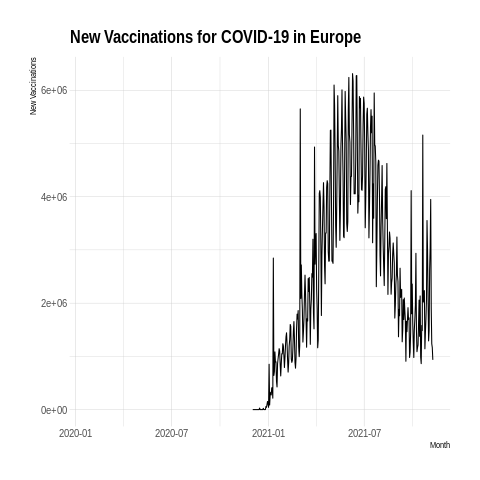 New Vaccinations for COVID-19 in Europe
New Vaccinations
6e+06
4e+06
2e+06
0e+00
2020-01 2020-07 2021-01 2021-07
Month